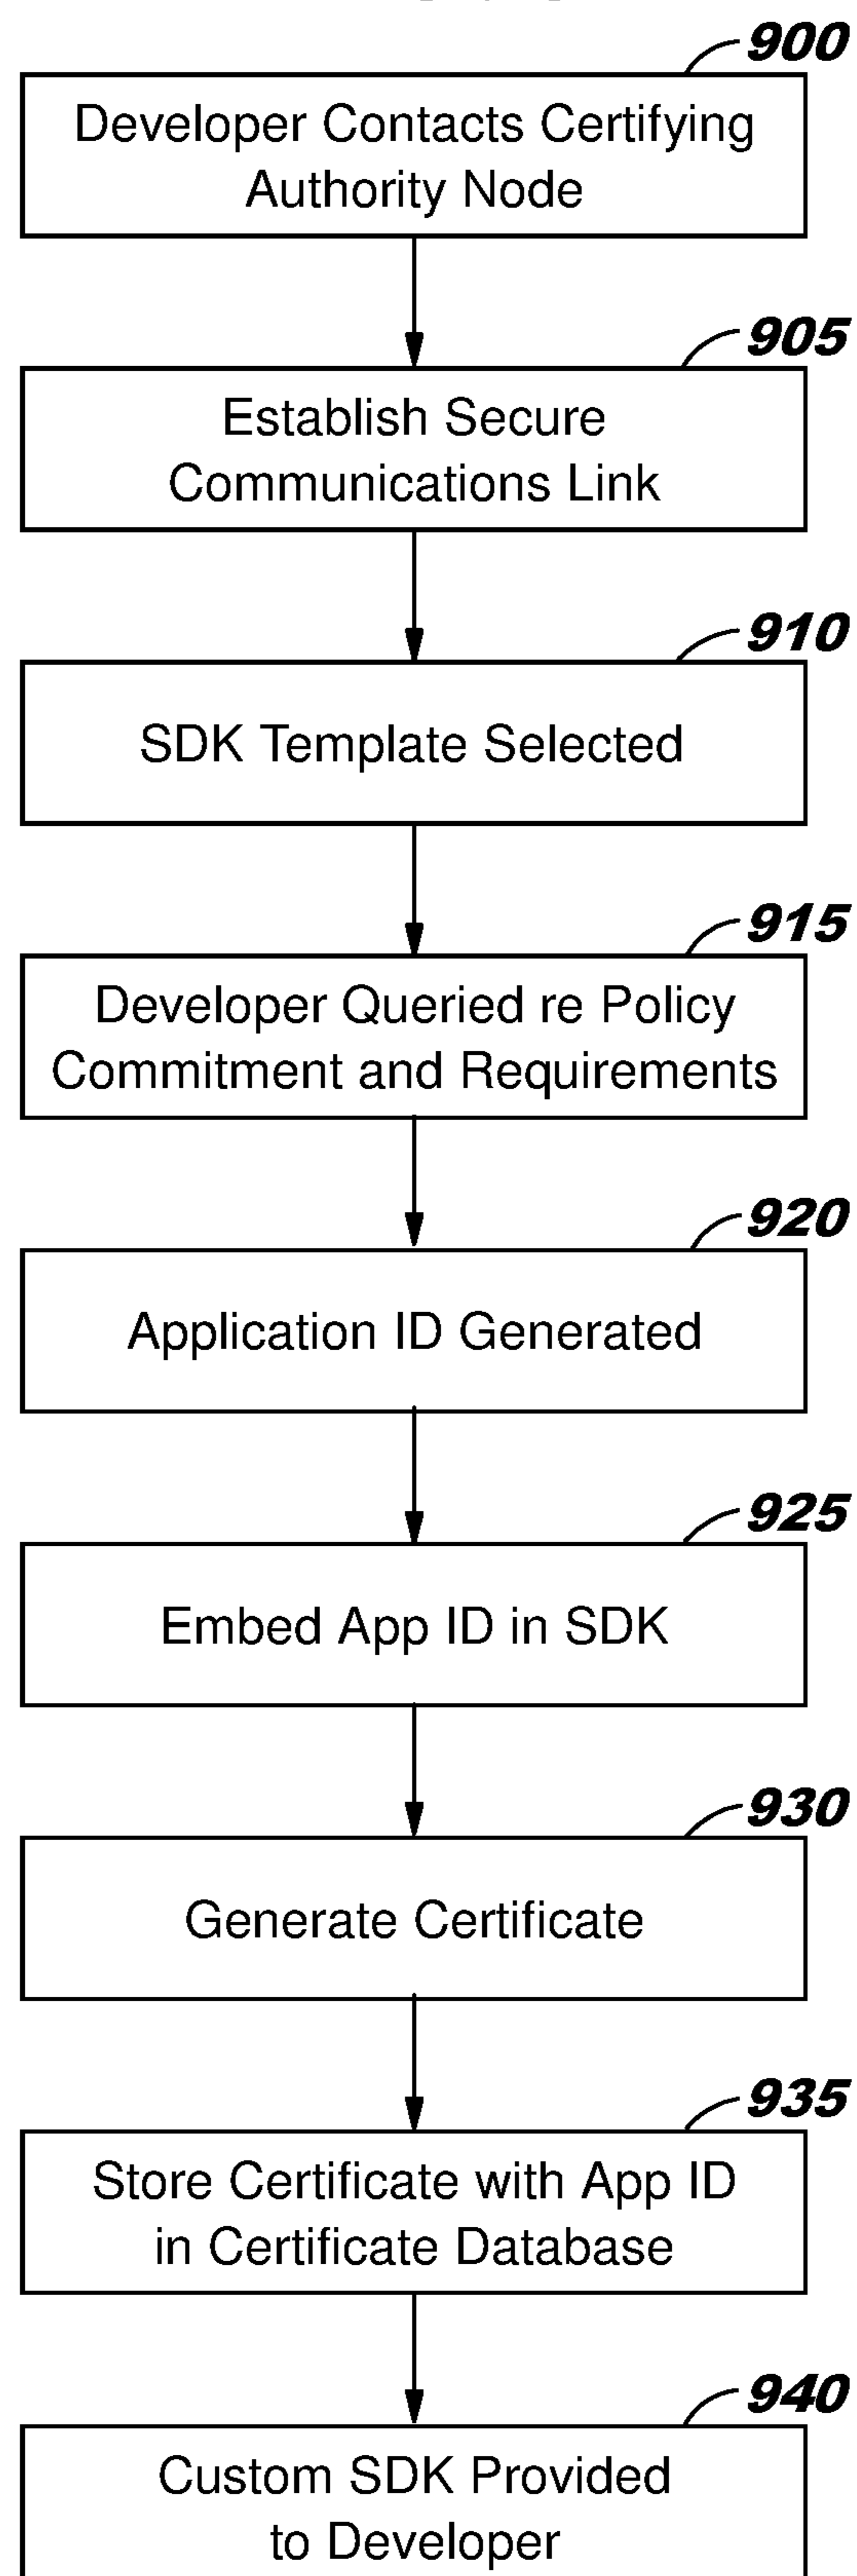 900
Developer Contacts Certifying
Authority Node
905
Establish Secure
Communications Link
910
SDK Template Selected
915
Developer Queried re Policy
Commitment and Requirements
920
Application ID Generated
925
Embed App ID in SDK
930
Generate Certificate
935
Store Certificate with App ID
in Certificate Database
940
Custom SDK Provided
to Developer